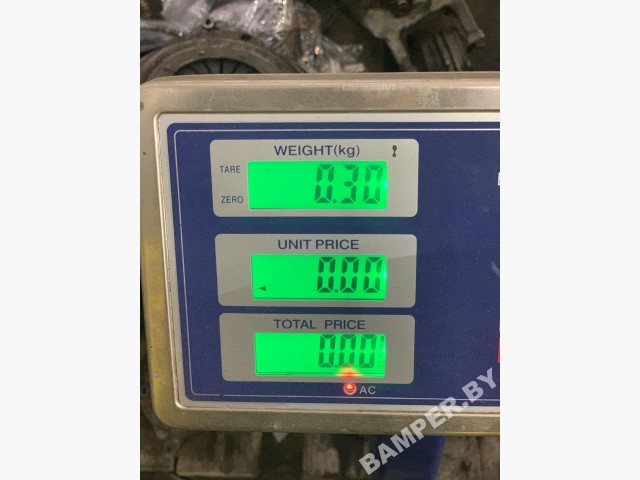 WEIGHT(kg)
TARE
0.30
ZERO
UNIT PRICE
0.00
TOTAL PRICE
0.00
AC
BAMPER.BY